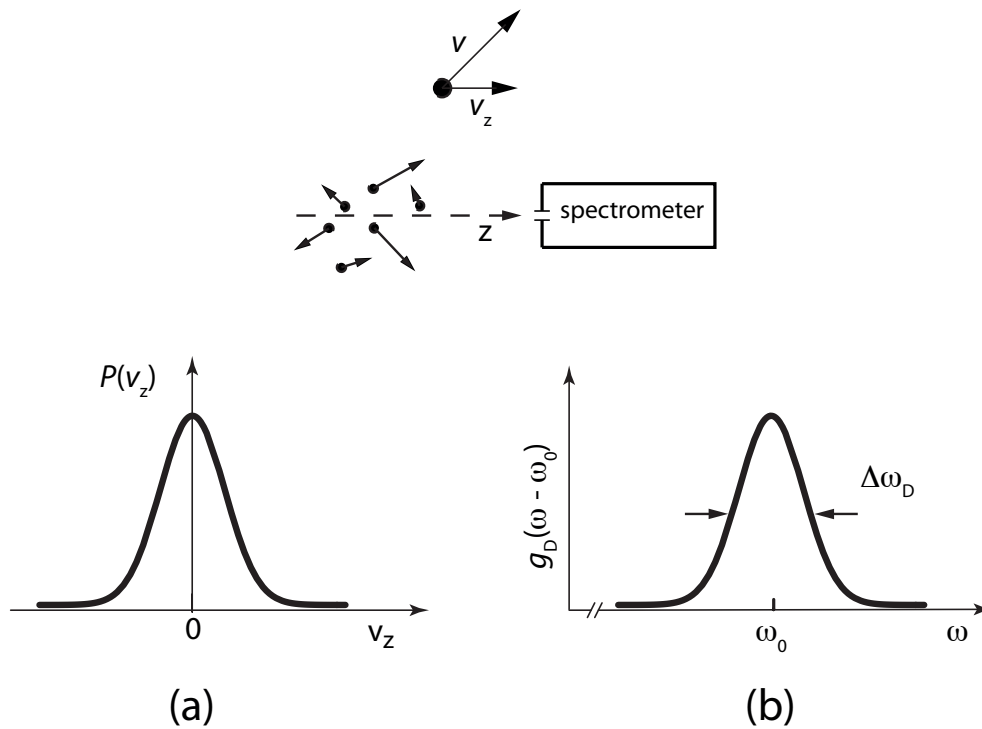 v
v_z
spectrometer
z
P(v_z)
0
v_z
(a)
g_D(ω - ω_0)
Δω_D
ω_0
ω
(b)